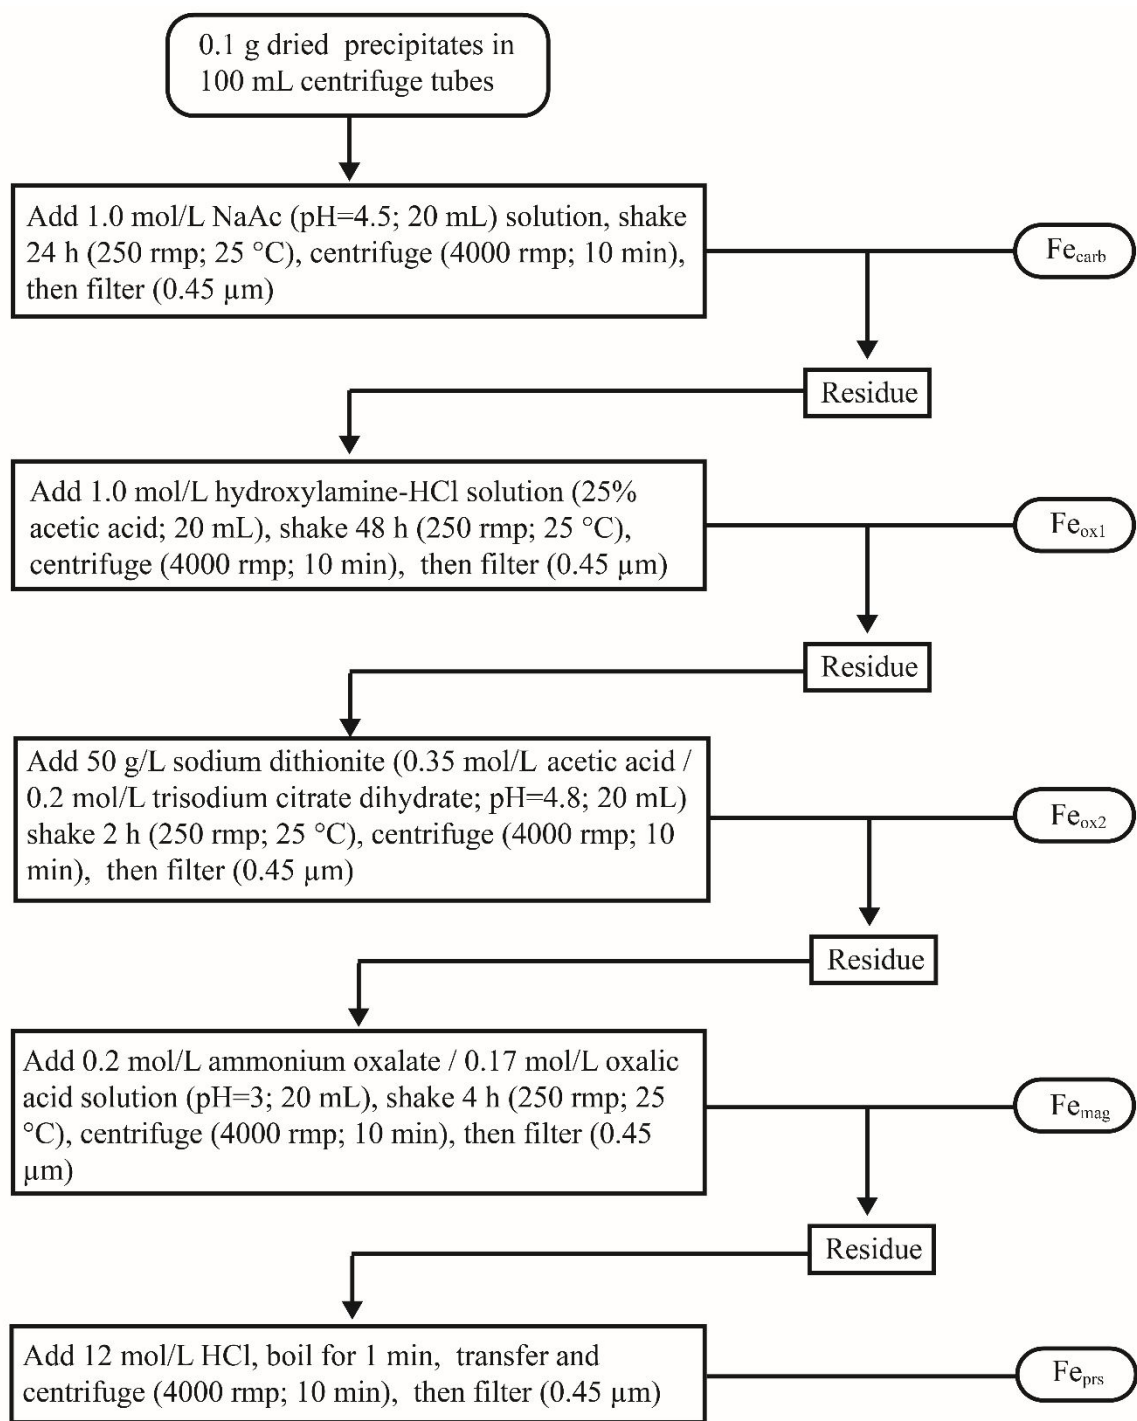 0.1 g dried precipitates in
100 mL centrifuge tubes
Add 1.0 mol/L NaAc (pH=4.5; 20 mL) solution, shake
24 h (250 rmp; 25 °C), centrifuge (4000 rmp; 10 min),
then filter (0.45 µm)
Fecarb
Residue
Add 1.0 mol/L hydroxylamine-HCl solution (25%
acetic acid; 20 mL), shake 48 h (250 rmp; 25 °C),
centrifuge (4000 rmp; 10 min), then filter (0.45 µm)
Feox1
Residue
Add 50 g/L sodium dithionite (0.35 mol/L acetic acid /
0.2 mol/L trisodium citrate dihydrate; pH=4.8; 20 mL)
shake 2 h (250 rmp; 25 °C), centrifuge (4000 rmp; 10
min), then filter (0.45 µm)
Feox2
Residue
Add 0.2 mol/L ammonium oxalate / 0.17 mol/L oxalic
acid solution (pH=3; 20 mL), shake 4 h (250 rmp; 25
°C), centrifuge (4000 rmp; 10 min), then filter (0.45
µm)
Femag
Residue
Add 12 mol/L HCl, boil for 1 min, transfer and
centrifuge (4000 rmp; 10 min), then filter (0.45 µm)
Feprs